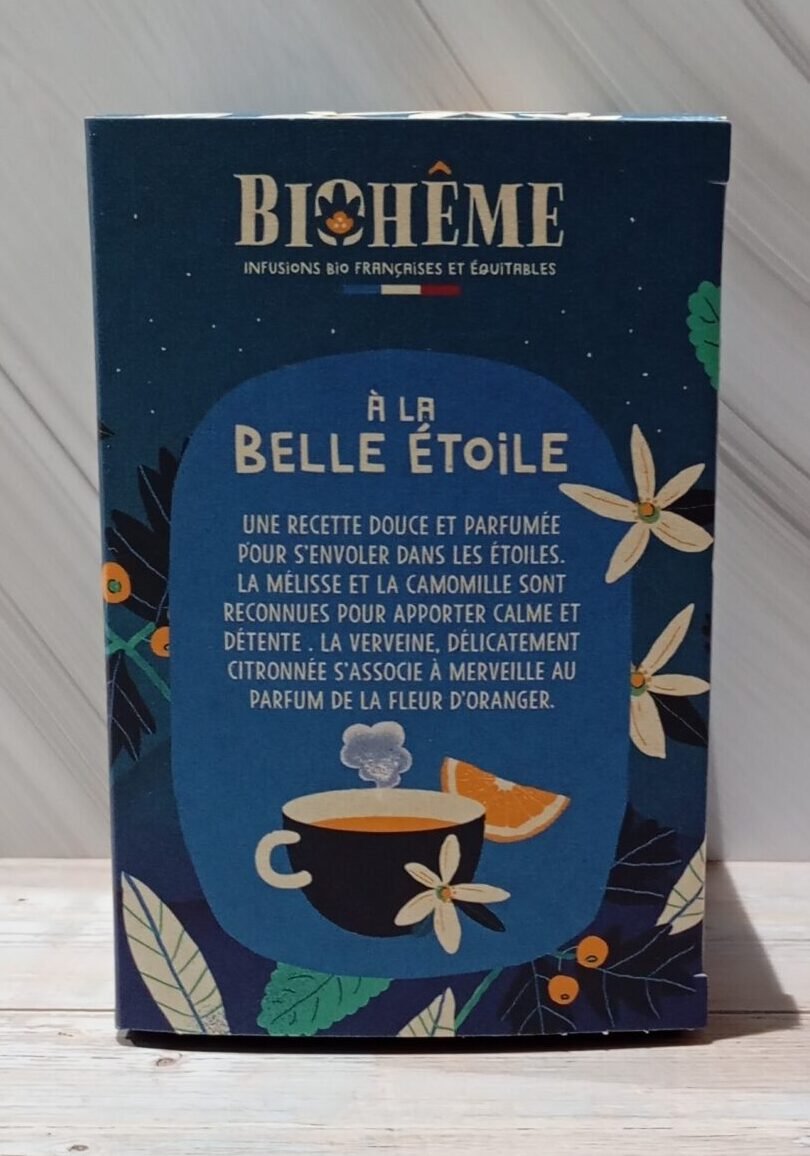 BIOHÊME
INFUSIONS BIO FRANÇAISES ET ÉQUITABLES
À LA
BELLE ÉTOILE
UNE RECETTE DOUCE ET PARFUMÉE
POUR S'ENVOLER DANS LES ÉTOILES.
LA MÉLISSE ET LA CAMOMILLE SONT
RECONNUES POUR APPORTER CALME ET
DÉTENTE . LA VERVEINE, DÉLICATEMENT
CITRONNÉE S'ASSOCIE À MERVEILLE AU
PARFUM DE LA FLEUR D'ORANGER.